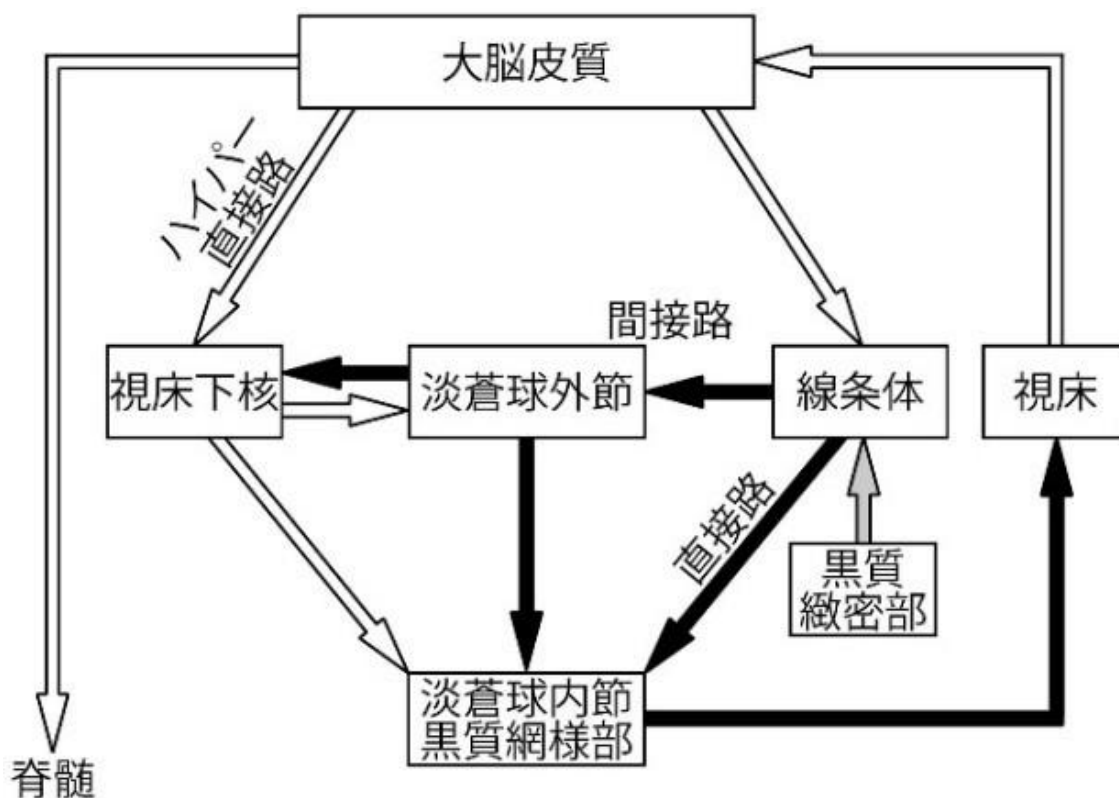 大脳皮質
ハイパー
直接路
間接路
視床下核
淡蒼球外節
線条体
視床
直接路
黒質
緻密部
淡蒼球内節
黒質網様部
脊髄